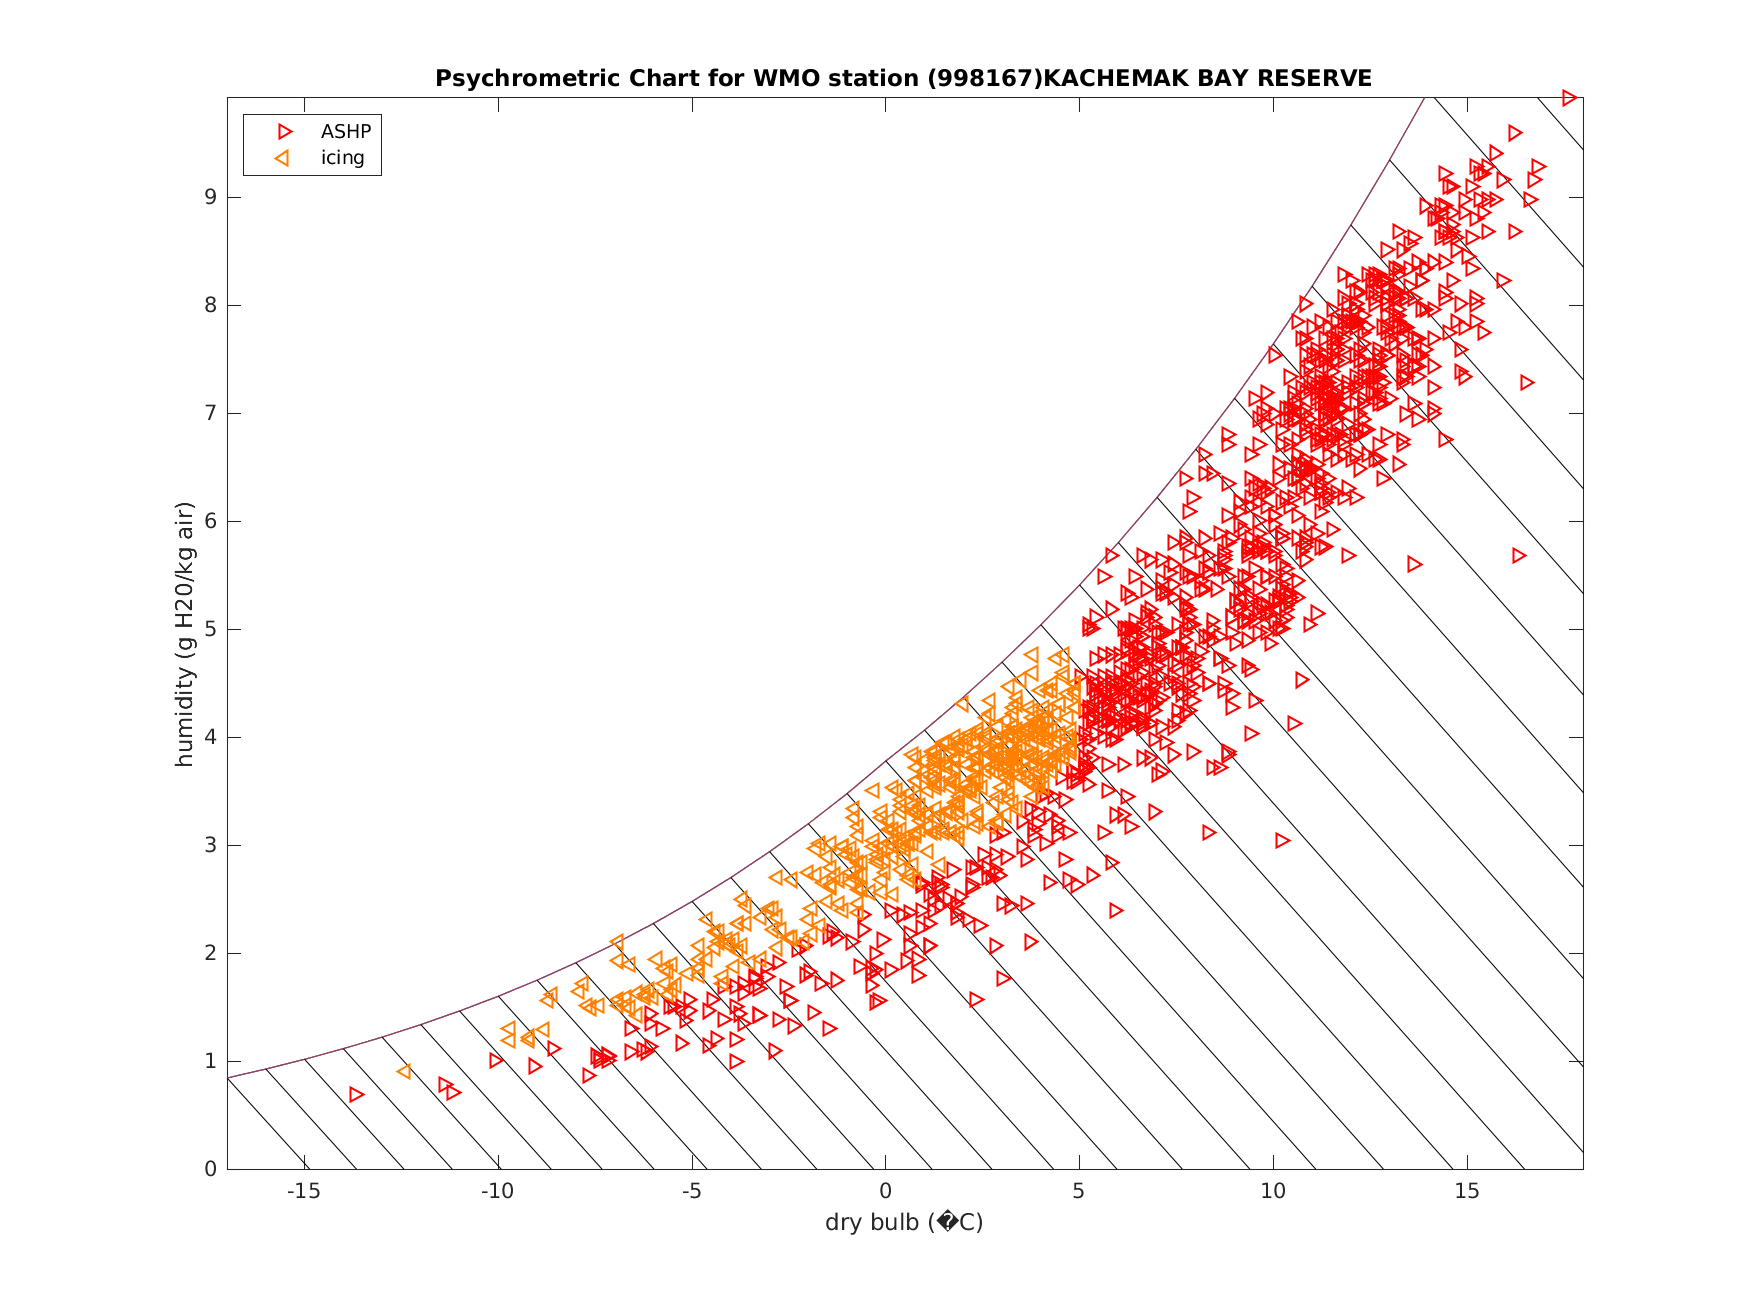 Psychrometric Chart for WMO station (998167)KACHEMAK BAY RESERVE
ASHP
icing
9
8
7
6
5
4
3
2
1
0
humidity (g H20/kg air)
-15 -10 -5 0 5 10 15
dry bulb (�C)